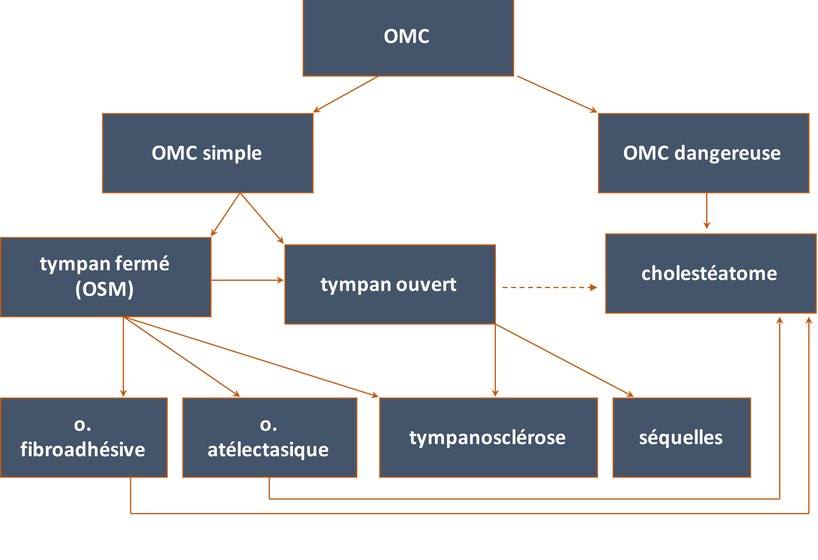 OMC
OMC simple
OMC dangereuse
tympan fermé
(OSM)
tympan ouvert
cholestéatome
o.
fibroadhésive
o.
atélectasique
tympanosclérose
séquelles